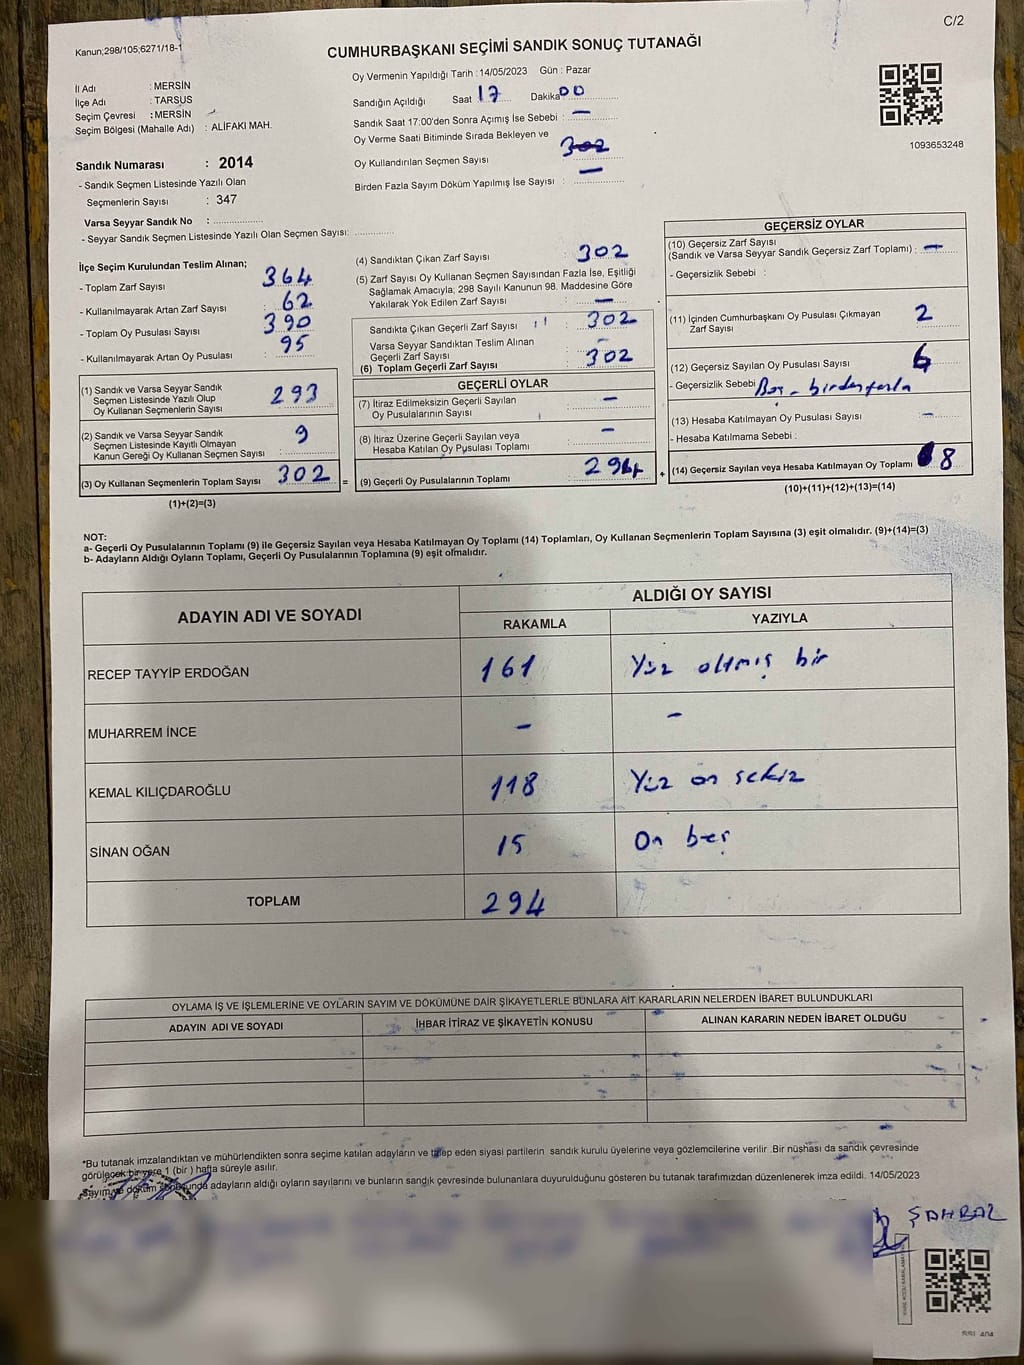 C/2
Kanun;298/105;6271/18-1
CUMHURBAŞKANI SEÇİMİ SANDIK SONUÇ TUTANAĞI
İl Adı : MERSİN
İlçe Adı : TARSUS
Seçim Çevresi : MERSİN
Seçim Bölgesi (Mahalle Adı) : ALİFAKI MAH.
Sandık Numarası : 2014
- Sandık Seçmen Listesinde Yazılı Olan
Seçmenlerin Sayısı : 347
Varsa Seyyar Sandık No :
- Seyyar Sandık Seçmen Listesinde Yazılı Olan Seçmen Sayısı:
Oy Vermenin Yapıldığı Tarih : 14/05/2023 Gün : Pazar
Sandığın Açıldığı Saat 17 Dakika 00
Sandık Saat 17:00'den Sonra Açımış İse Sebebi : —
Oy Verme Saati Bitiminde Sırada Bekleyen ve
Oy Kullandırılan Seçmen Sayısı : 302
Birden Fazla Sayım Döküm Yapılmış İse Sayısı : —
1093653248
İlçe Seçim Kurulundan Teslim Alınan;
- Toplam Zarf Sayısı : 364
- Kullanılmayarak Artan Zarf Sayısı : 62
- Toplam Oy Pusulası Sayısı : 390
- Kullanılmayarak Artan Oy Pusulası : 95
(1) Sandık ve Varsa Seyyar Sandık
Seçmen Listesinde Yazılı Olup
Oy Kullanan Seçmenlerin Sayısı : 293
(2) Sandık ve Varsa Seyyar Sandık
Seçmen Listesinde Kayıtlı Olmayan
Kanun Gereği Oy Kullanan Seçmen Sayısı : 9
(3) Oy Kullanan Seçmenlerin Toplam Sayısı : 302 =
(1)+(2)=(3)
(4) Sandıktan Çıkan Zarf Sayısı : 302
(5) Zarf Sayısı Oy Kullanan Seçmen Sayısından Fazla İse, Eşitliği
Sağlamak Amacıyla; 298 Sayılı Kanunun 98. Maddesine Göre
Yakılarak Yok Edilen Zarf Sayısı : —
Sandıkta Çıkan Geçerli Zarf Sayısı : 302
Varsa Seyyar Sandıktan Teslim Alınan
Geçerli Zarf Sayısı : –
(6) Toplam Geçerli Zarf Sayısı : 302
GEÇERLİ OYLAR
(7) İtiraz Edilmeksizin Geçerli Sayılan
Oy Pusulalarının Sayısı : —
(8) İtiraz Üzerine Geçerli Sayılan veya
Hesaba Katılan Oy Pusulası Toplamı : —
(9) Geçerli Oy Pusulalarının Toplamı : 294 +
GEÇERSİZ OYLAR
(10) Geçersiz Zarf Sayısı
(Sandık ve Varsa Seyyar Sandık Geçersiz Zarf Toplamı) : —
- Geçersizlik Sebebi :
(11) İçinden Cumhurbaşkanı Oy Pusulası Çıkmayan
Zarf Sayısı : 2
(12) Geçersiz Sayılan Oy Pusulası Sayısı : 6
- Geçersizlik Sebebi : Boş - birden fazla
(13) Hesaba Katılmayan Oy Pusulası Sayısı : –
- Hesaba Katılmama Sebebi :
(14) Geçersiz Sayılan veya Hesaba Katılmayan Oy Toplamı : 8
(10)+(11)+(12)+(13)=(14)
NOT:
a- Geçerli Oy Pusulalarının Toplamı (9) ile Geçersiz Sayılan veya Hesaba Katılmayan Oy Toplamı (14) Toplamları, Oy Kullanan Seçmenlerin Toplam Sayısına (3) eşit olmalıdır. (9)+(14)=(3)
b- Adayların Aldığı Oyların Toplamı, Geçerli Oy Pusulalarının Toplamına (9) eşit olmalıdır.
ADAYIN ADI VE SOYADI ALDIĞI OY SAYISI
RAKAMLA YAZIYLA
RECEP TAYYİP ERDOĞAN 161 Yüz altmış bir
MUHARREM İNCE – –
KEMAL KILIÇDAROĞLU 118 Yüz on sekiz
SİNAN OĞAN 15 On beş
TOPLAM 294
OYLAMA İŞ VE İŞLEMLERİNE VE OYLARIN SAYIM VE DÖKÜMÜNE DAİR ŞİKAYETLERLE BUNLARA AİT KARARLARIN NELERDEN İBARET BULUNDUKLARI
ADAYIN ADI VE SOYADI İHBAR İTİRAZ VE ŞİKAYETİN KONUSU ALINAN KARARIN NEDEN İBARET OLDUĞU
*Bu tutanak imzalandıktan ve mühürlendikten sonra seçime katılan adayların ve talep eden siyasi partilerin sandık kurulu üyelerine veya gözlemcilerine verilir. Bir nüshası da sandık çevresinde
görülecek bir yere 1 (bir ) hafta süreyle asılır.
Sayım ve döküm sonucunda adayların aldığı oyların sayılarını ve bunların sandık çevresinde bulunanlara duyurulduğunu gösteren bu tutanak tarafımızdan düzenlenerek imza edildi. 14/05/2023
ŞAHBAZ